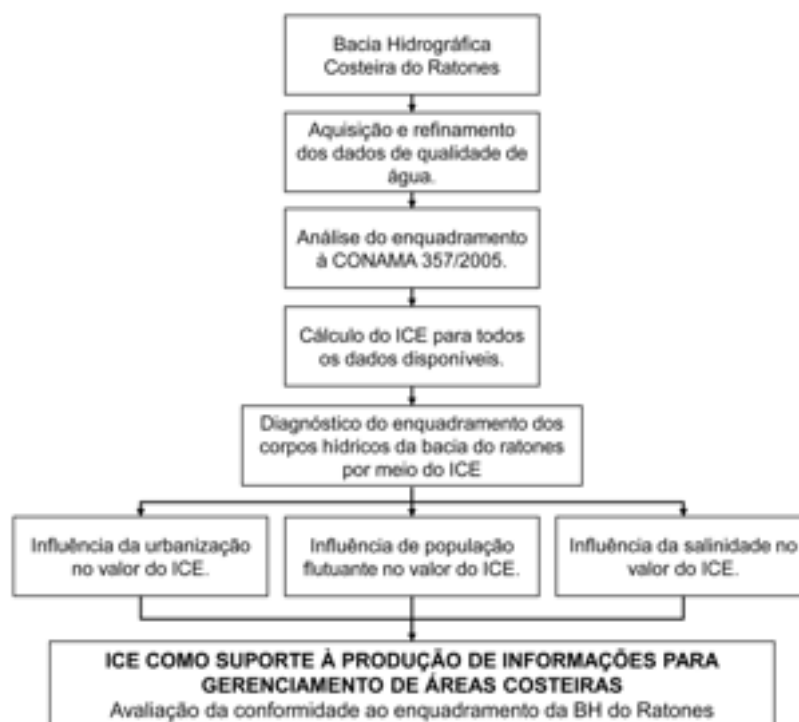 Bacia Hidrográfica
Costeira do Ratones
Aquisição e refinamento
dos dados de qualidade de
água.
Análise do enquadramento
à CONAMA 357/2005.
Cálculo do ICE para todos
os dados disponíveis.
Diagnóstico do enquadramento dos
corpos hídricos da bacia do ratones
por meio do ICE
Influência da urbanização
no valor do ICE.
Influência de população
flutuante no valor do ICE.
Influência da salinidade no
valor do ICE.
ICE COMO SUPORTE À PRODUÇÃO DE INFORMAÇÕES PARA
GERENCIAMENTO DE ÁREAS COSTEIRAS
Avaliação da conformidade ao enquadramento da BH do Ratones